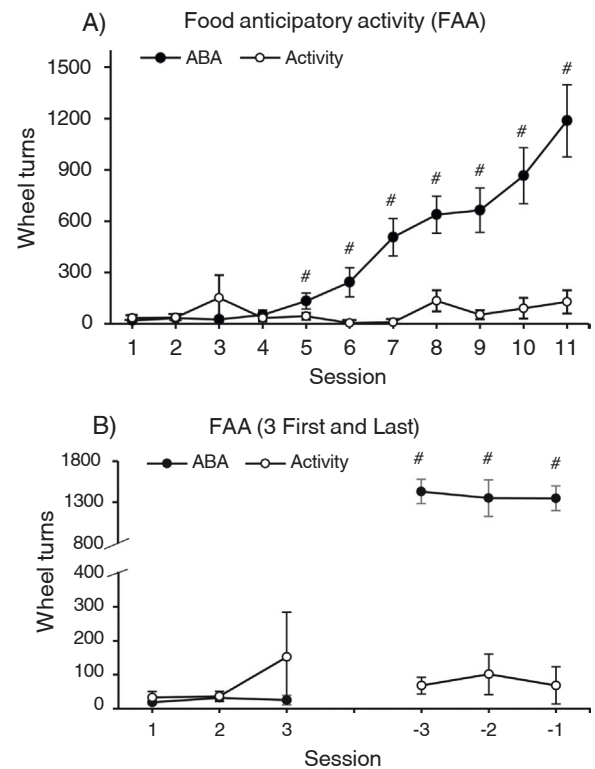 A) Food anticipatory activity (FAA)
ABA Activity
1500
1200
900
600
300
0
Wheel turns
# # # # # # #
1 2 3 4 5 6 7 8 9 10 11
Session
B) FAA (3 First and Last)
ABA Activity
1800
1300
800
400
300
200
100
0
Wheel turns
# # #
1 2 3 -3 -2 -1
Session